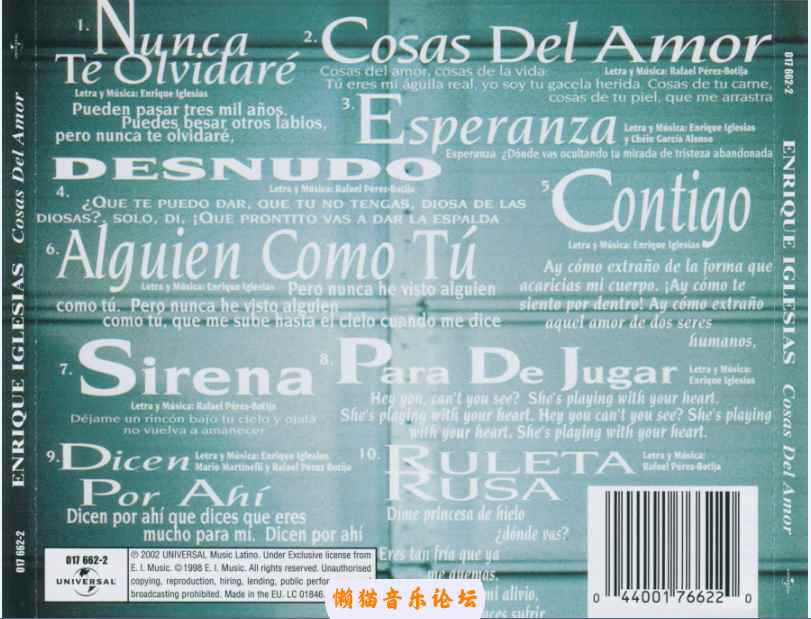 ENRIQUE IGLESIAS Cosas Del Amor
017 662-2
1. Nunca
Te Olvidaré
Letra y Música: Enrique Iglesias
Pueden pasar tres mil años.
Puedes besar otros labios,
pero nunca te olvidaré,
2. Cosas Del Amor
Cosas del amor, cosas de la vida:
Letra y Música: Rafael Pérez-Botija
Tú eres mi águila real, yo soy tu gacela herida. Cosas de tu carne,
cosas de tu piel, que me arrastra
3. Esperanza
Letra y Música: Enrique Iglesias
y Chein García Alonso
Esperanza ¿Dónde vas ocultando tu mirada de tristeza abandonada
DESNUDO
Letra y Música: Rafael Pérez-Botija
4. ¿QUE TE PUEDO DAR, QUE TU NO TENGAS, DIOSA DE LAS
DIOSAS?, SOLO, DI, ¡QUE PRONTITO VAS A DAR LA ESPALDA
5. Contigo
Letra y Música: Enrique Iglesias
Ay cómo extraño de la forma que
acaricias mi cuerpo. ¡Ay cómo te
siento por dentro! Ay cómo extraño
aquel amor de dos seres
humanos,
6. Alguien Como Tú
Letra y Música: Enrique Iglesias
Pero nunca he visto alguien
como tú. Pero nunca he visto alguien
como tú, que me sube hasta el cielo cuando me dice
7. Sirena
Letra y Música: Rafael Pérez-Botija
Déjame un rincón bajo tu cielo y ojalá
no vuelva a amanecer
8. Para De Jugar
Letra y Música:
Enrique Iglesias
Hey you, can't you see? She's playing with your heart.
She's playing with your heart. Hey you can't you see? She's playing
with your heart. She's playing with your heart.
9. Dicen
Por Ahí
Letra y Música: Enrique Iglesias
Mario Martinelli y Rafael Pérez Botija
Dicen por ahí que dices que eres
mucho para mí. Dicen por ahí
10. RULETA
RUSA
Letra y Música:
Rafael Pérez-Botija
Dime princesa de hielo
¿dónde vas?
Eres tan fría que ya
me quemas.
mi alivio.
haces sufrir
017 662-2
UNIVERSAL
℗ 2002 UNIVERSAL Music Latino. Under Exclusive license from
E. I. Music. © 1998 E. I. Music. All rights reserved. Unauthorised
copying, reproduction, hiring, lending, public
broadcasting prohibited. Made in the EU. LC 01846
懒猫音乐论坛
0 44001 76622 0
017 662-2
ENRIQUE IGLESIAS Cosas Del Amor